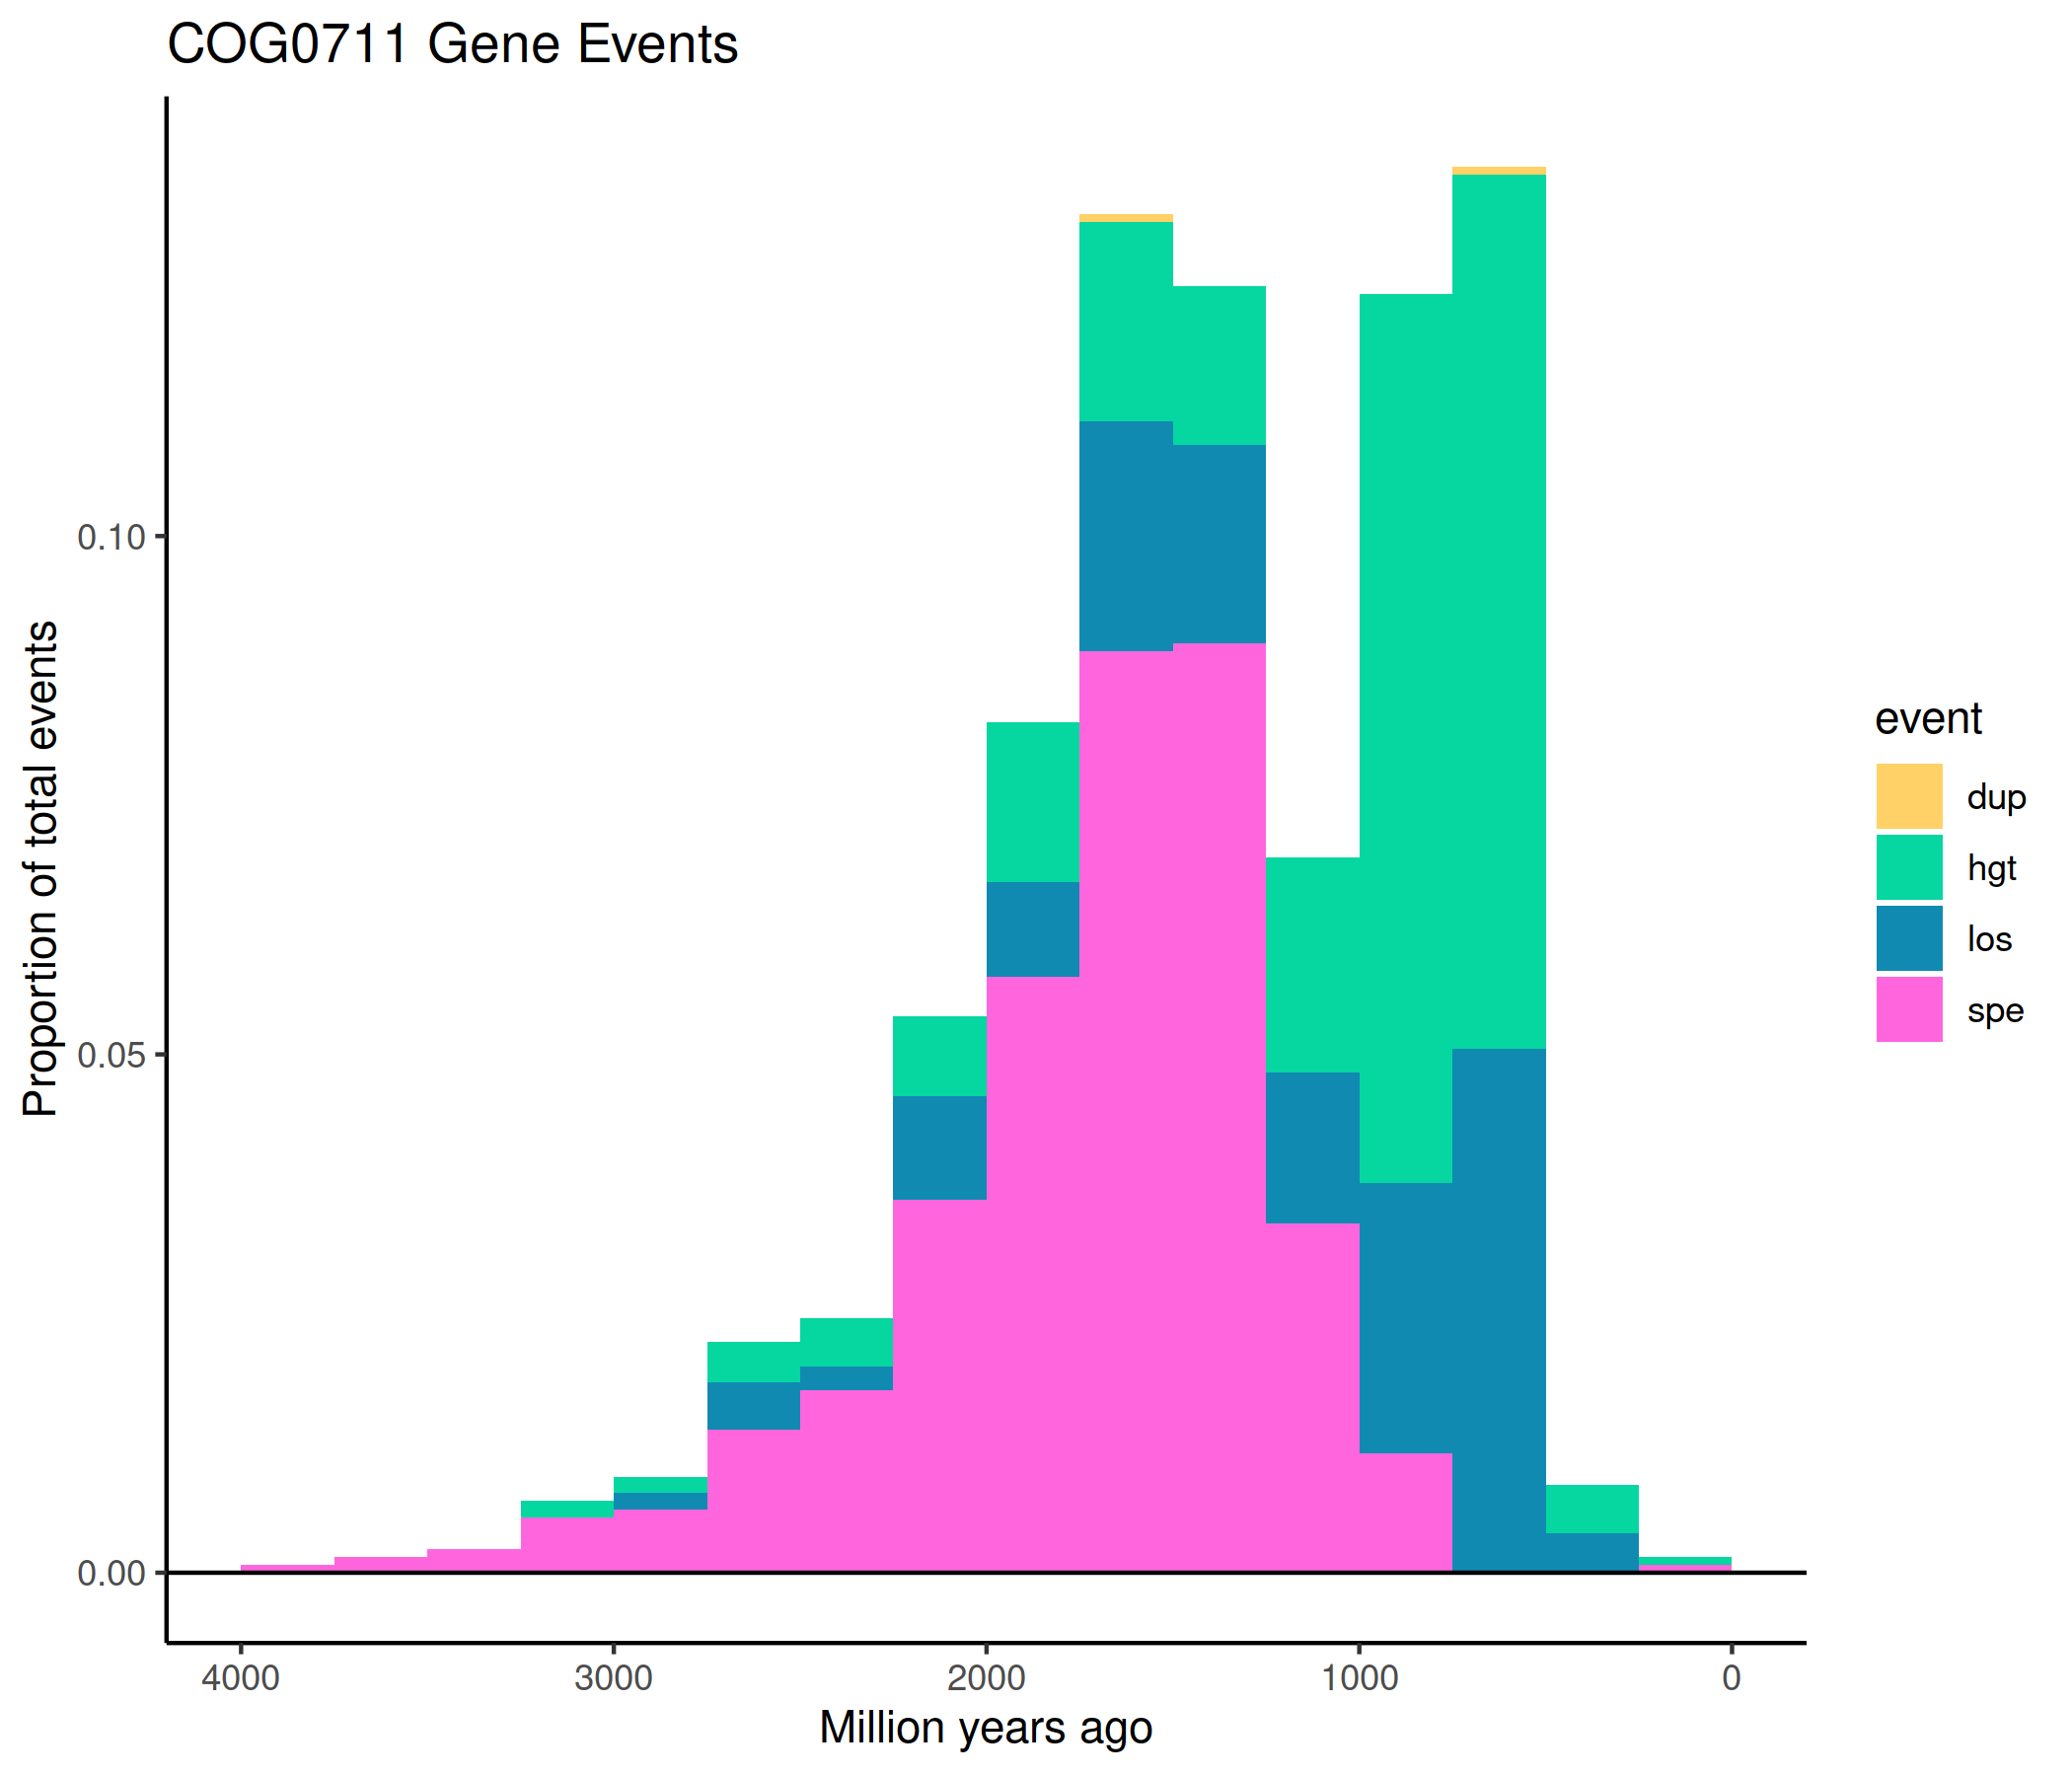 COG0711 Gene Events
Proportion of total events
0.10
0.05
0.00
4000 3000 2000 1000 0
Million years ago
event
dup
hgt
los
spe